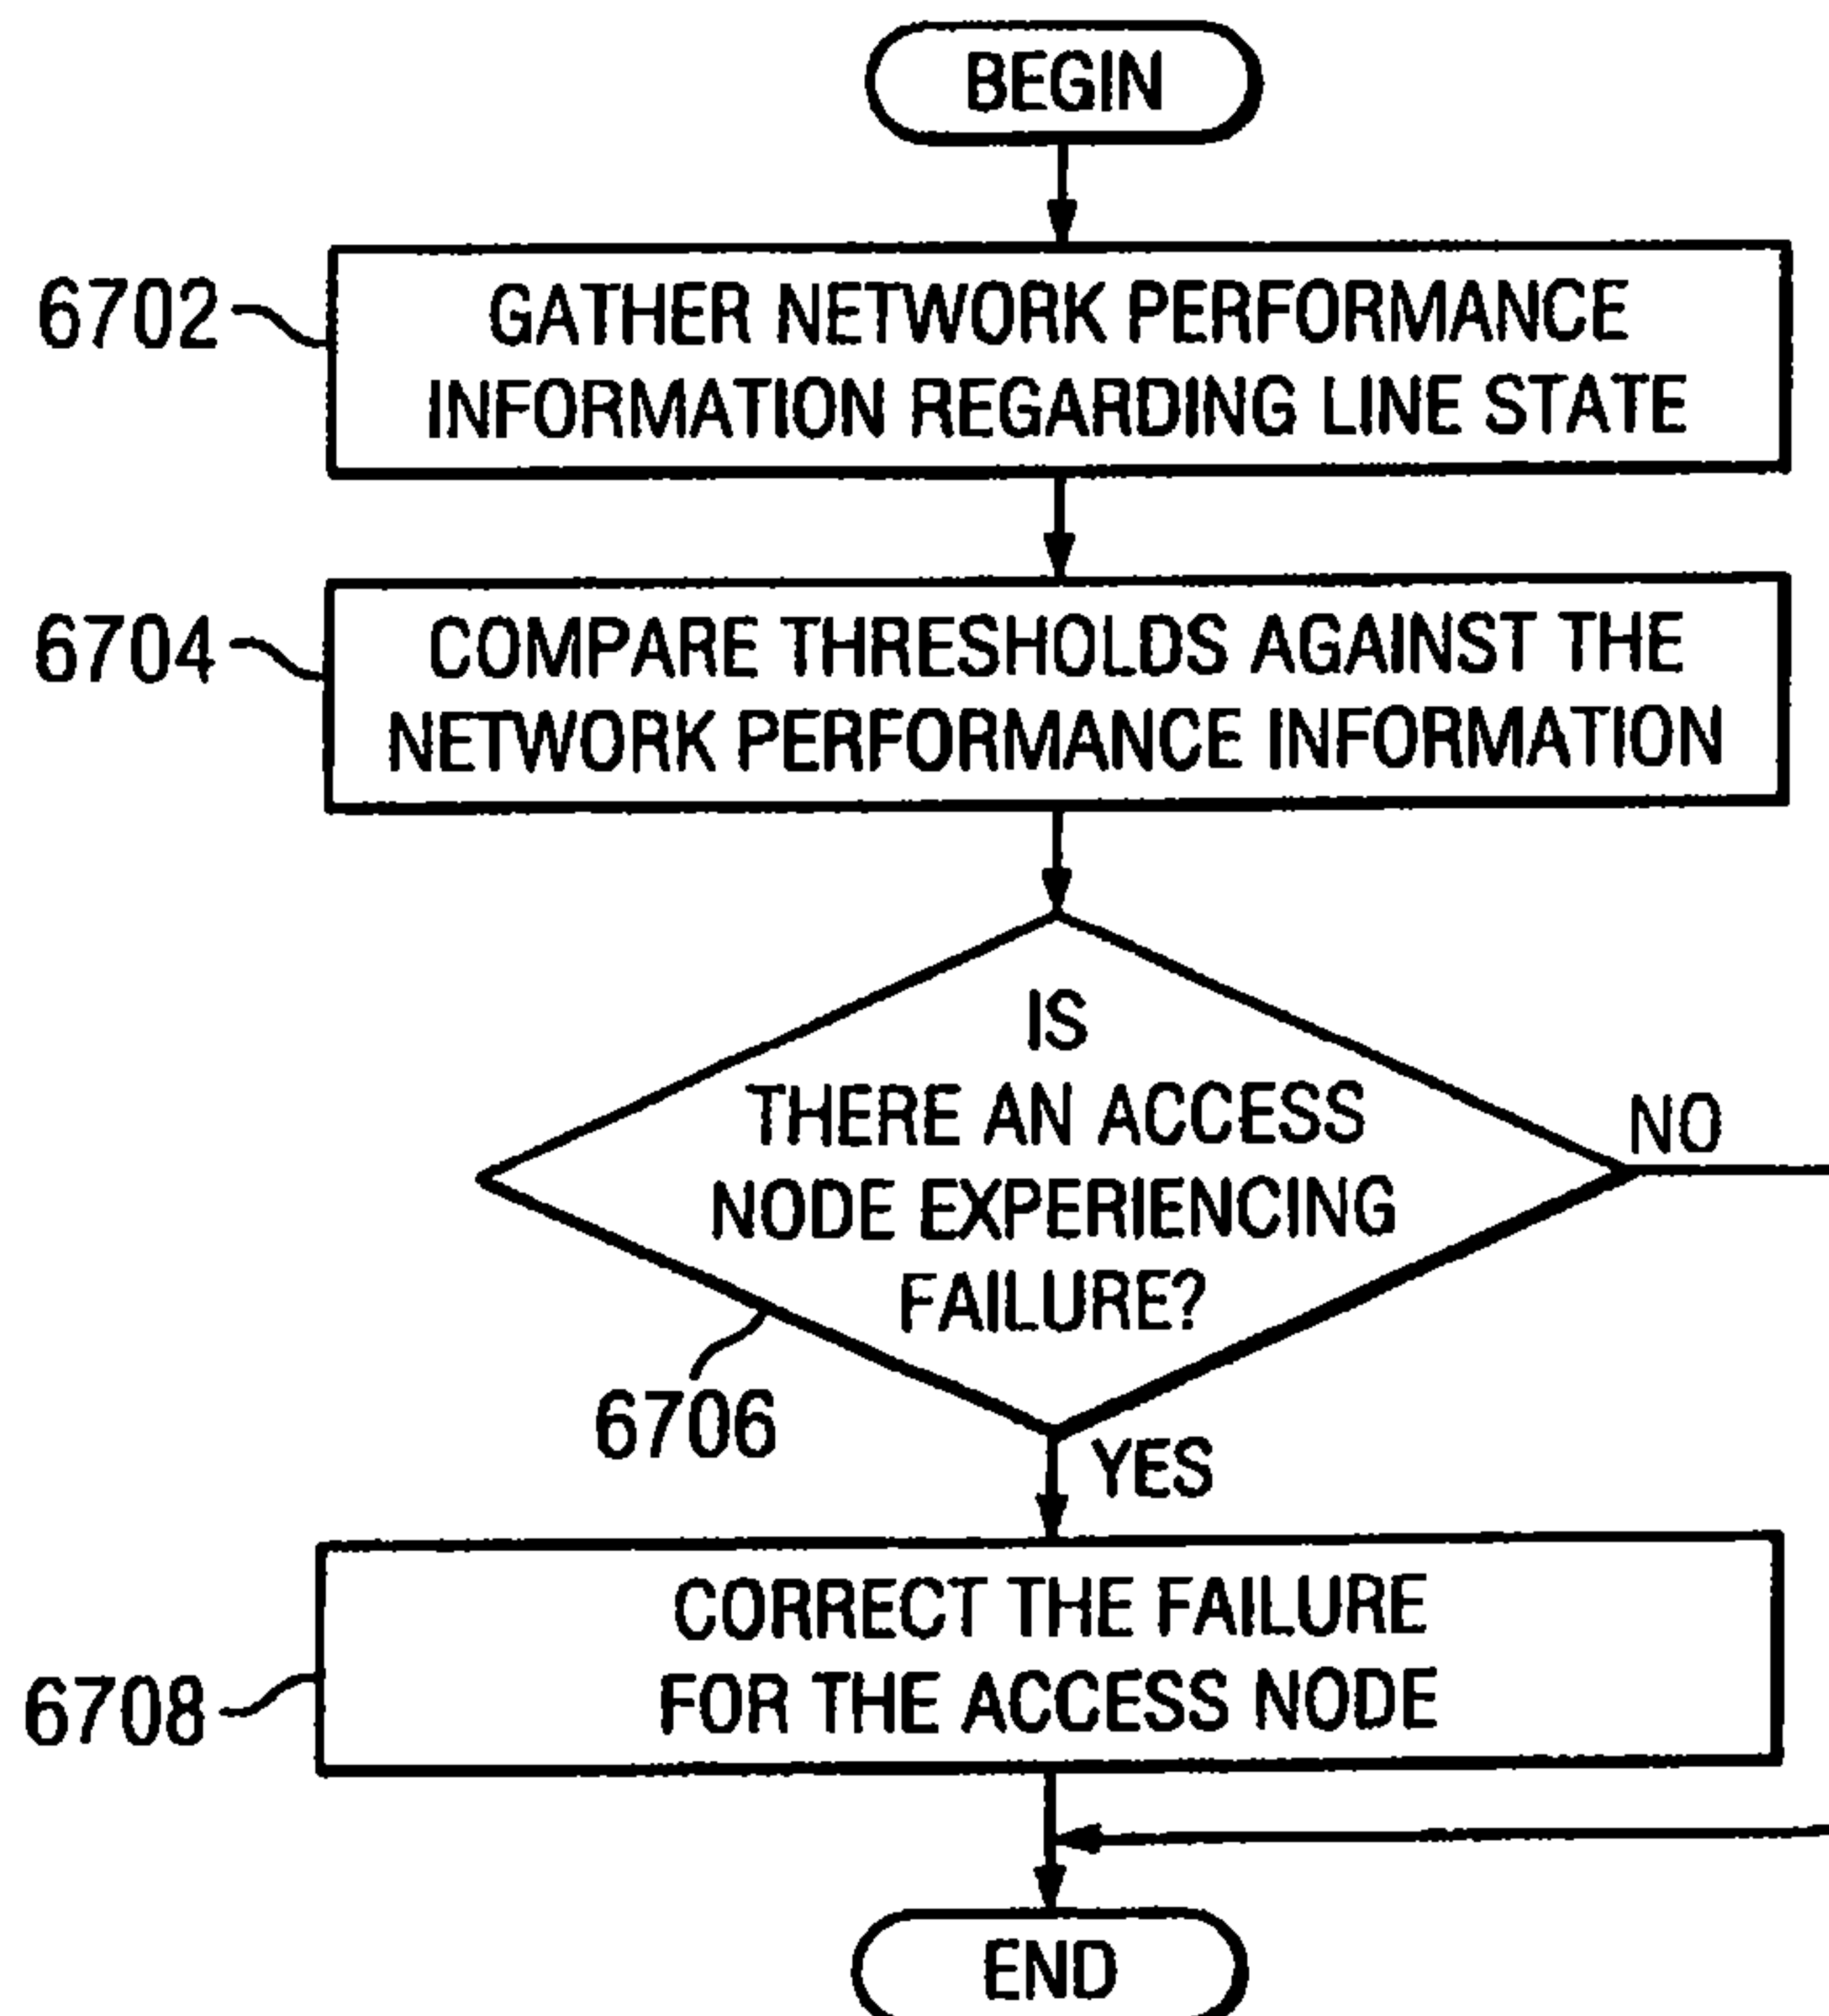 BEGIN
6702
GATHER NETWORK PERFORMANCE
INFORMATION REGARDING LINE STATE
6704
COMPARE THRESHOLDS AGAINST THE
NETWORK PERFORMANCE INFORMATION
IS
THERE AN ACCESS
NODE EXPERIENCING
FAILURE?
NO
6706
YES
CORRECT THE FAILURE
FOR THE ACCESS NODE
6708
END